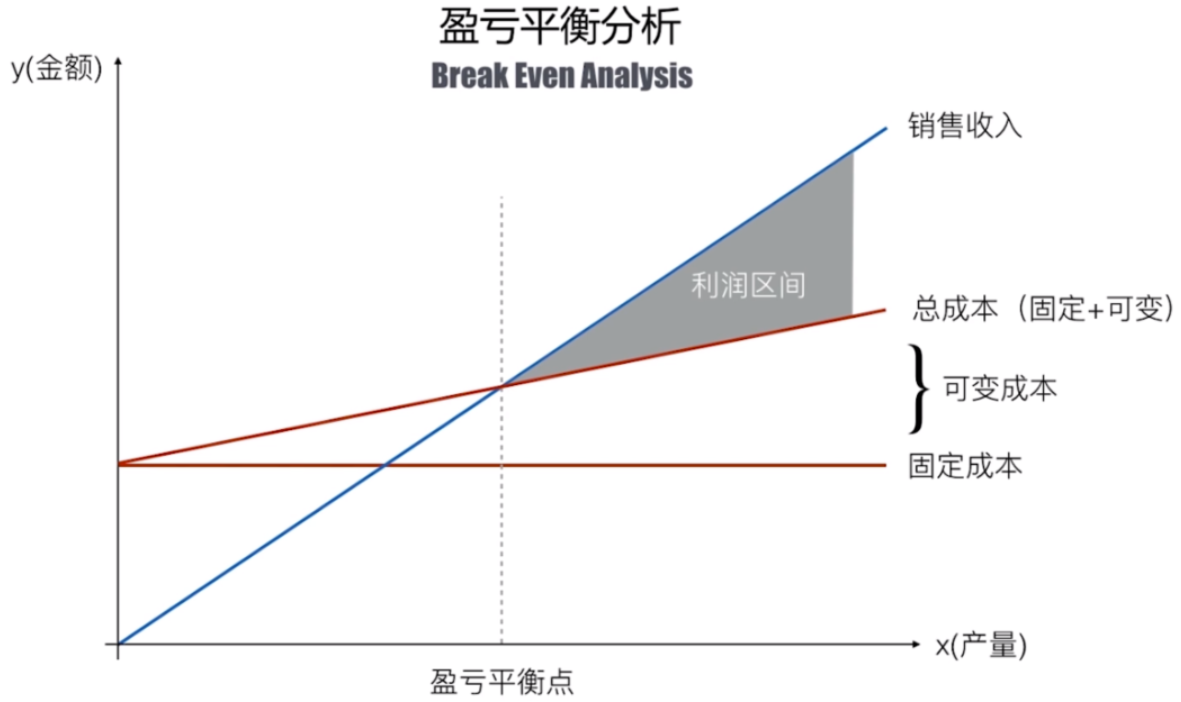 盈亏平衡分析
Break Even Analysis
y(金额)
销售收入
利润区间
总成本（固定+可变）
可变成本
固定成本
x(产量)
盈亏平衡点